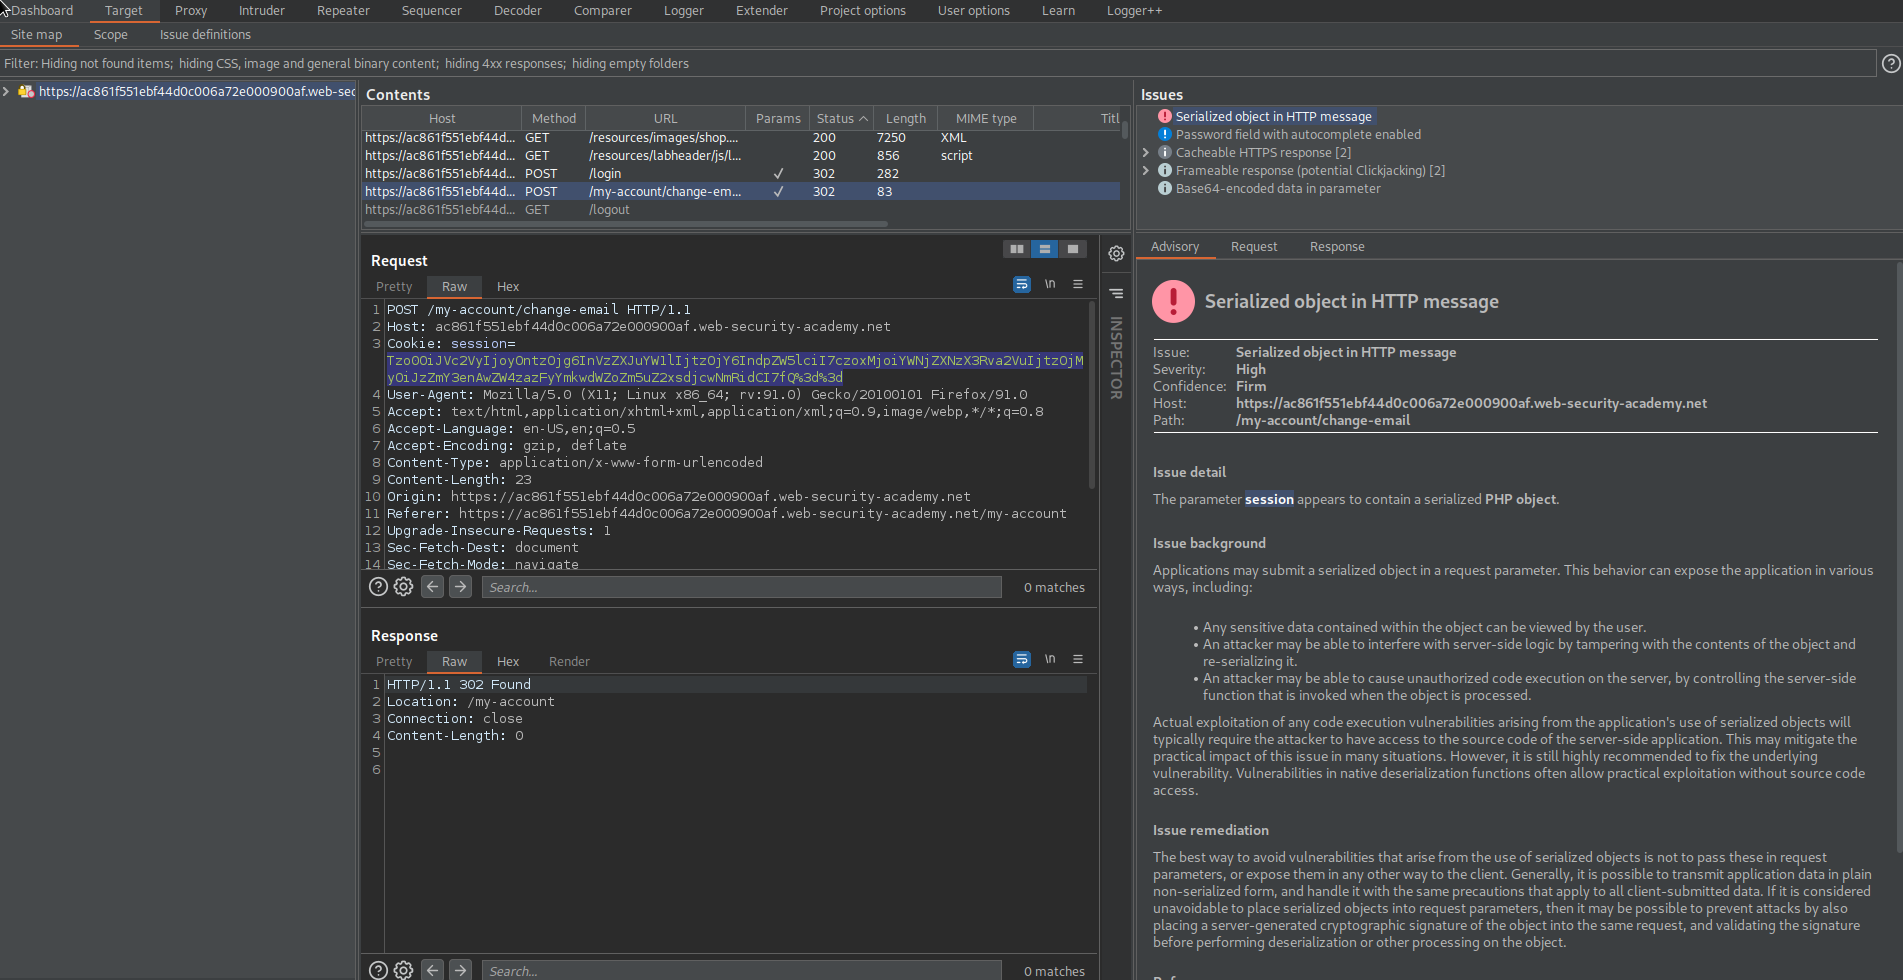 Dashboard Target Proxy Intruder Repeater Sequencer Decoder Comparer Logger Extender Project options User options Learn Logger++
Site map Scope Issue definitions
Filter: Hiding not found items; hiding CSS, image and general binary content; hiding 4xx responses; hiding empty folders
https://ac861f551ebf44d0c006a72e000900af.web-sec
Contents
Host Method URL Params Status Length MIME type Titl
https://ac861f551ebf44d... GET /resources/images/shop.... 200 7250 XML
https://ac861f551ebf44d... GET /resources/labheader/js/l... 200 856 script
https://ac861f551ebf44d... POST /login ✓ 302 282
https://ac861f551ebf44d... POST /my-account/change-em... ✓ 302 83
https://ac861f551ebf44d... GET /logout
Request
Pretty Raw Hex \n
1 POST /my-account/change-email HTTP/1.1
2 Host: ac861f551ebf44d0c006a72e000900af.web-security-academy.net
3 Cookie: session=
4 User-Agent: Mozilla/5.0 (X11; Linux x86_64; rv:91.0) Gecko/20100101 Firefox/91.0
5 Accept: text/html,application/xhtml+xml,application/xml;q=0.9,image/webp,*/*;q=0.8
6 Accept-Language: en-US,en;q=0.5
7 Accept-Encoding: gzip, deflate
8 Content-Type: application/x-www-form-urlencoded
9 Content-Length: 23
10 Origin: https://ac861f551ebf44d0c006a72e000900af.web-security-academy.net
11 Referer: https://ac861f551ebf44d0c006a72e000900af.web-security-academy.net/my-account
12 Upgrade-Insecure-Requests: 1
13 Sec-Fetch-Dest: document
14 Sec-Fetch-Mode: navigate
Search... 0 matches
Response
Pretty Raw Hex Render \n
1 HTTP/1.1 302 Found
2 Location: /my-account
3 Connection: close
4 Content-Length: 0
5
6
Search... 0 matches
INSPECTOR
Issues
Serialized object in HTTP message
Password field with autocomplete enabled
Cacheable HTTPS response [2]
Frameable response (potential Clickjacking) [2]
Base64-encoded data in parameter
Advisory Request Response
Serialized object in HTTP message
Issue: Serialized object in HTTP message
Severity: High
Confidence: Firm
Host: https://ac861f551ebf44d0c006a72e000900af.web-security-academy.net
Path: /my-account/change-email
Issue detail
The parameter session appears to contain a serialized PHP object.
Issue background
Applications may submit a serialized object in a request parameter. This behavior can expose the application in various
ways, including:
• Any sensitive data contained within the object can be viewed by the user.
• An attacker may be able to interfere with server-side logic by tampering with the contents of the object and
re-serializing it.
• An attacker may be able to cause unauthorized code execution on the server, by controlling the server-side
function that is invoked when the object is processed.
Actual exploitation of any code execution vulnerabilities arising from the application's use of serialized objects will
typically require the attacker to have access to the source code of the server-side application. This may mitigate the
practical impact of this issue in many situations. However, it is still highly recommended to fix the underlying
vulnerability. Vulnerabilities in native deserialization functions often allow practical exploitation without source code
access.
Issue remediation
The best way to avoid vulnerabilities that arise from the use of serialized objects is not to pass these in request
parameters, or expose them in any other way to the client. Generally, it is possible to transmit application data in plain
non-serialized form, and handle it with the same precautions that apply to all client-submitted data. If it is considered
unavoidable to place serialized objects into request parameters, then it may be possible to prevent attacks by also
placing a server-generated cryptographic signature of the object into the same request, and validating the signature
before performing deserialization or other processing on the object.